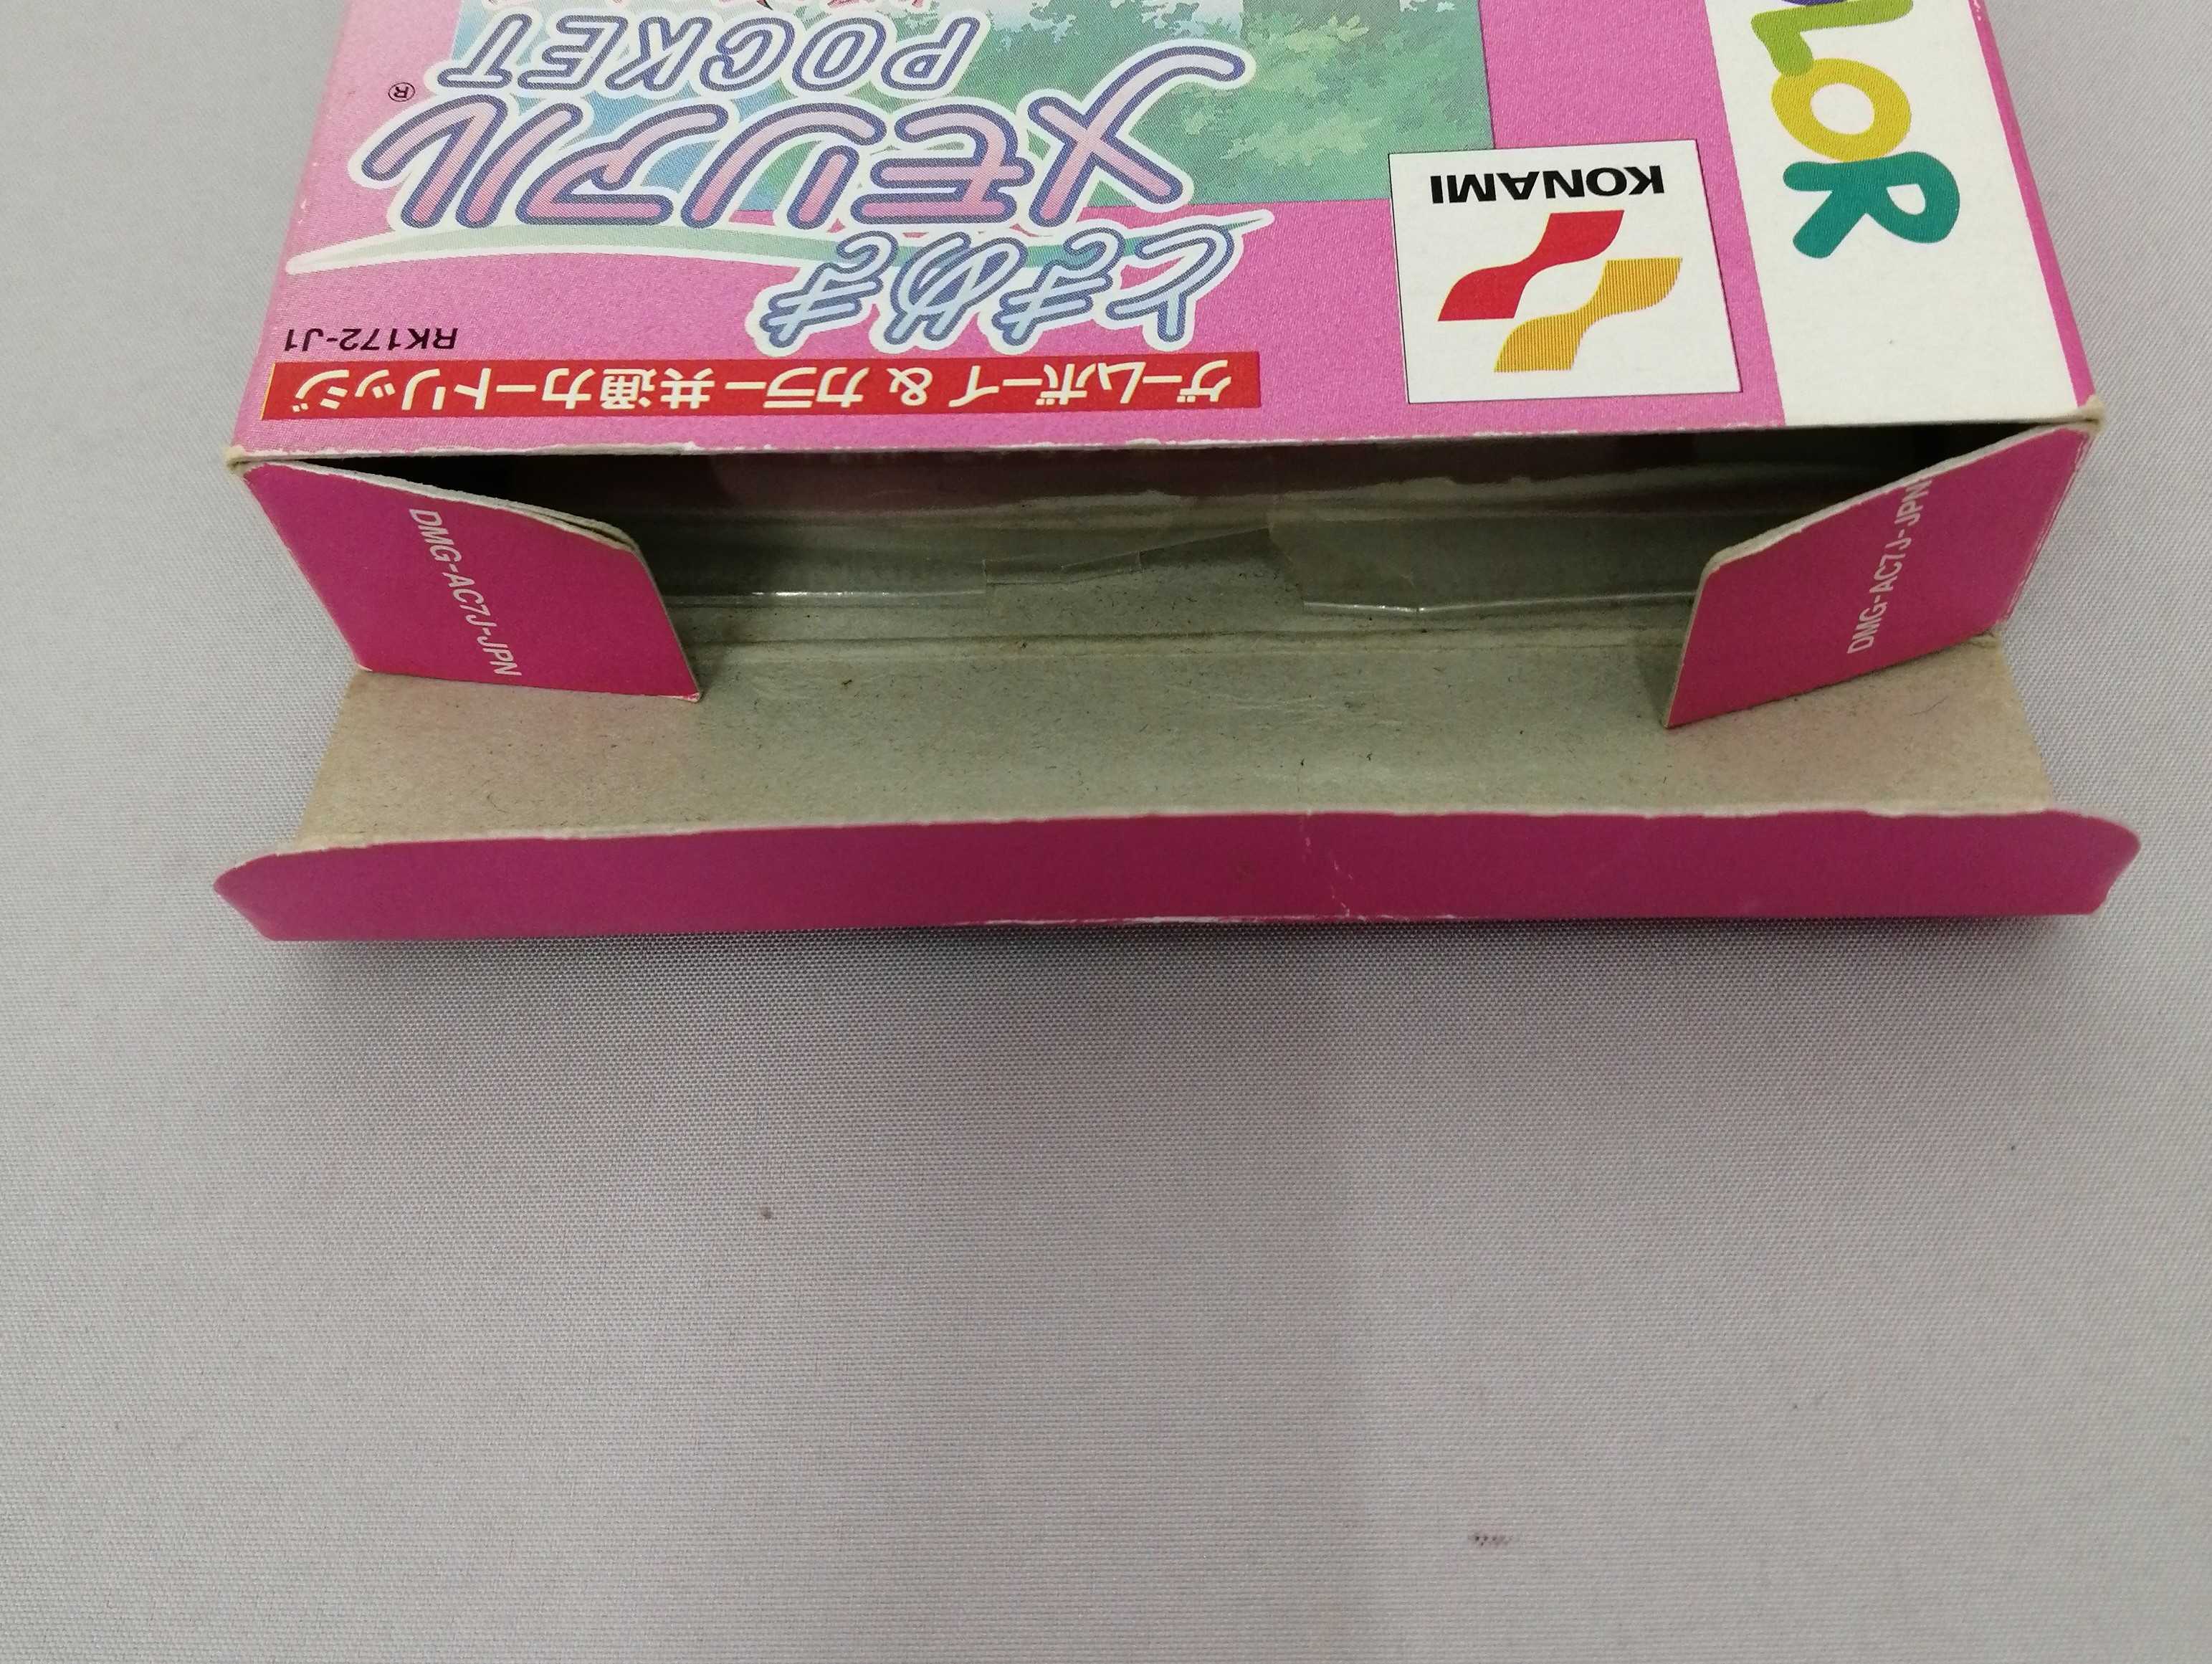 ゲームボーイ&カラー共通カートリッジ
RK172-J1
ときめき
メモリアル®
POCKET
KONAMI
OLOR
DMG-AC7J-JPN
DMG-AC7J-JPN